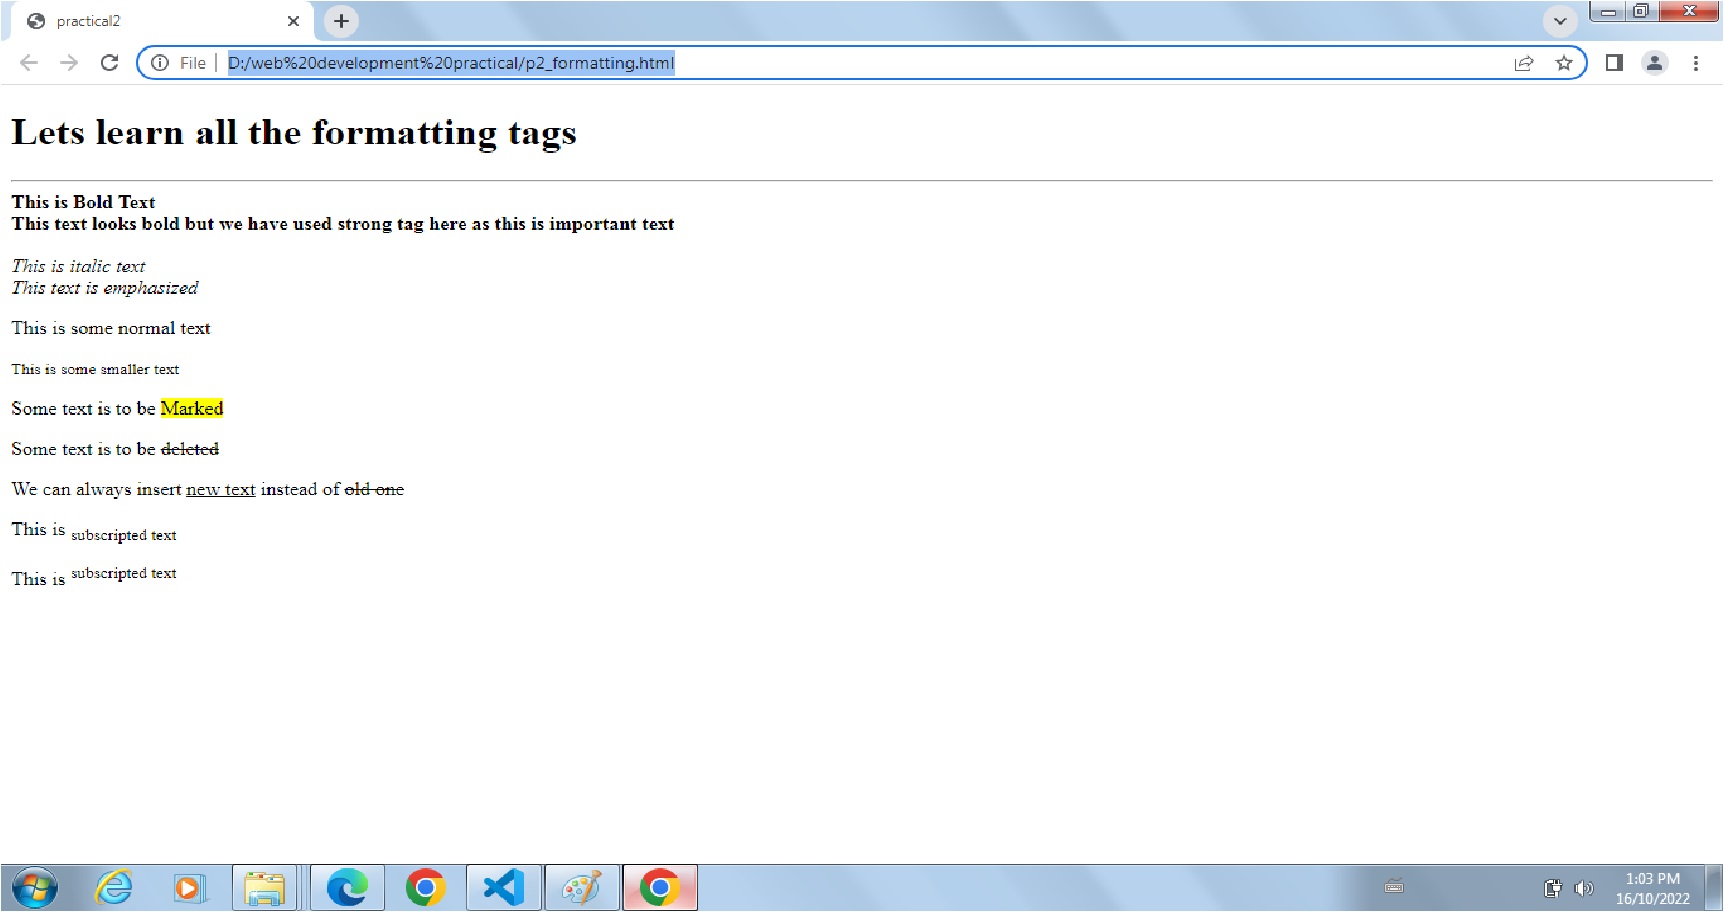 practical2
File | D:/web%20development%20practical/p2_formatting.html
Lets learn all the formatting tags
This is Bold Text
This text looks bold but we have used strong tag here as this is important text
This is italic text
This text is emphasized
This is some normal text
This is some smaller text
Some text is to be Marked
Some text is to be deleted
We can always insert new text instead of old one
This is subscripted text
This is subscripted text
1:03 PM
16/10/2022